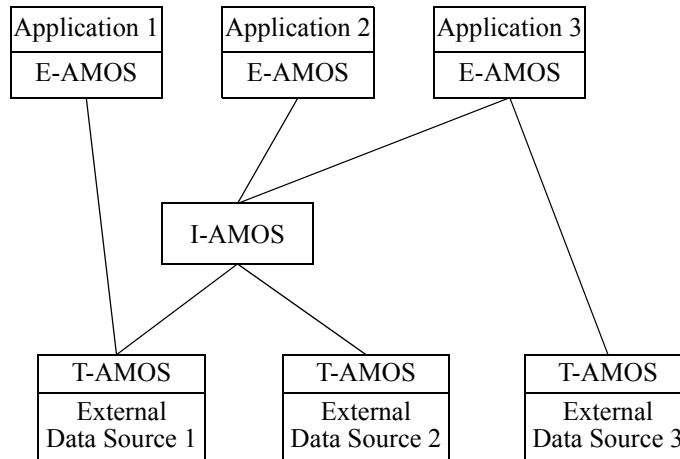 Application 1
Application 2
Application 3
E-AMOS
E-AMOS
E-AMOS
I-AMOS
T-AMOS
T-AMOS
T-AMOS
External
Data Source 1
External
Data Source 2
External
Data Source 3